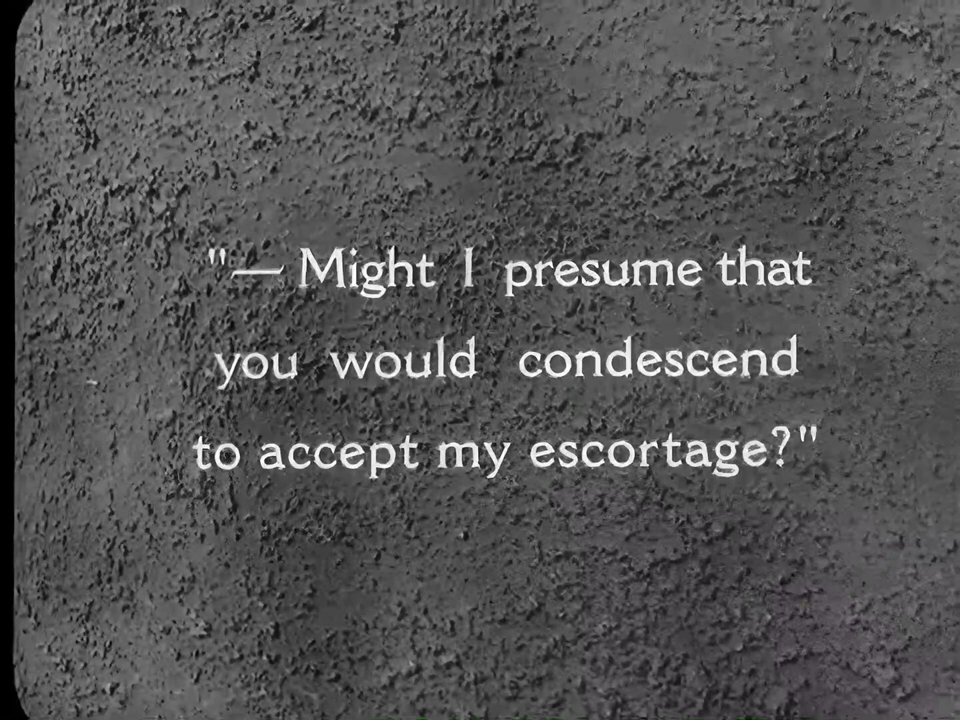 "— Might I presume that
you would condescend
to accept my escortage?"